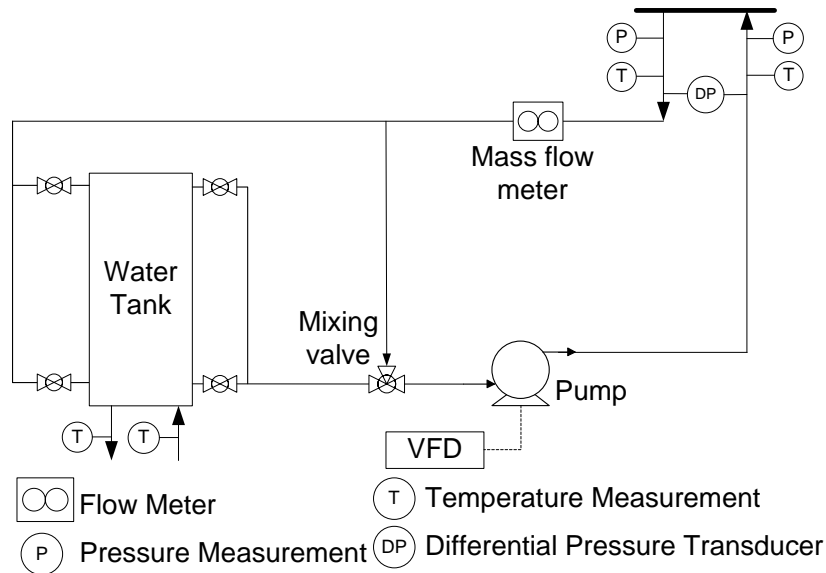 P
P
T
T
DP
Mass flow
meter
Water
Tank
Mixing
valve
Pump
T
T
VFD
Flow Meter
T
Temperature Measurement
P
Pressure Measurement
DP
Differential Pressure Transducer